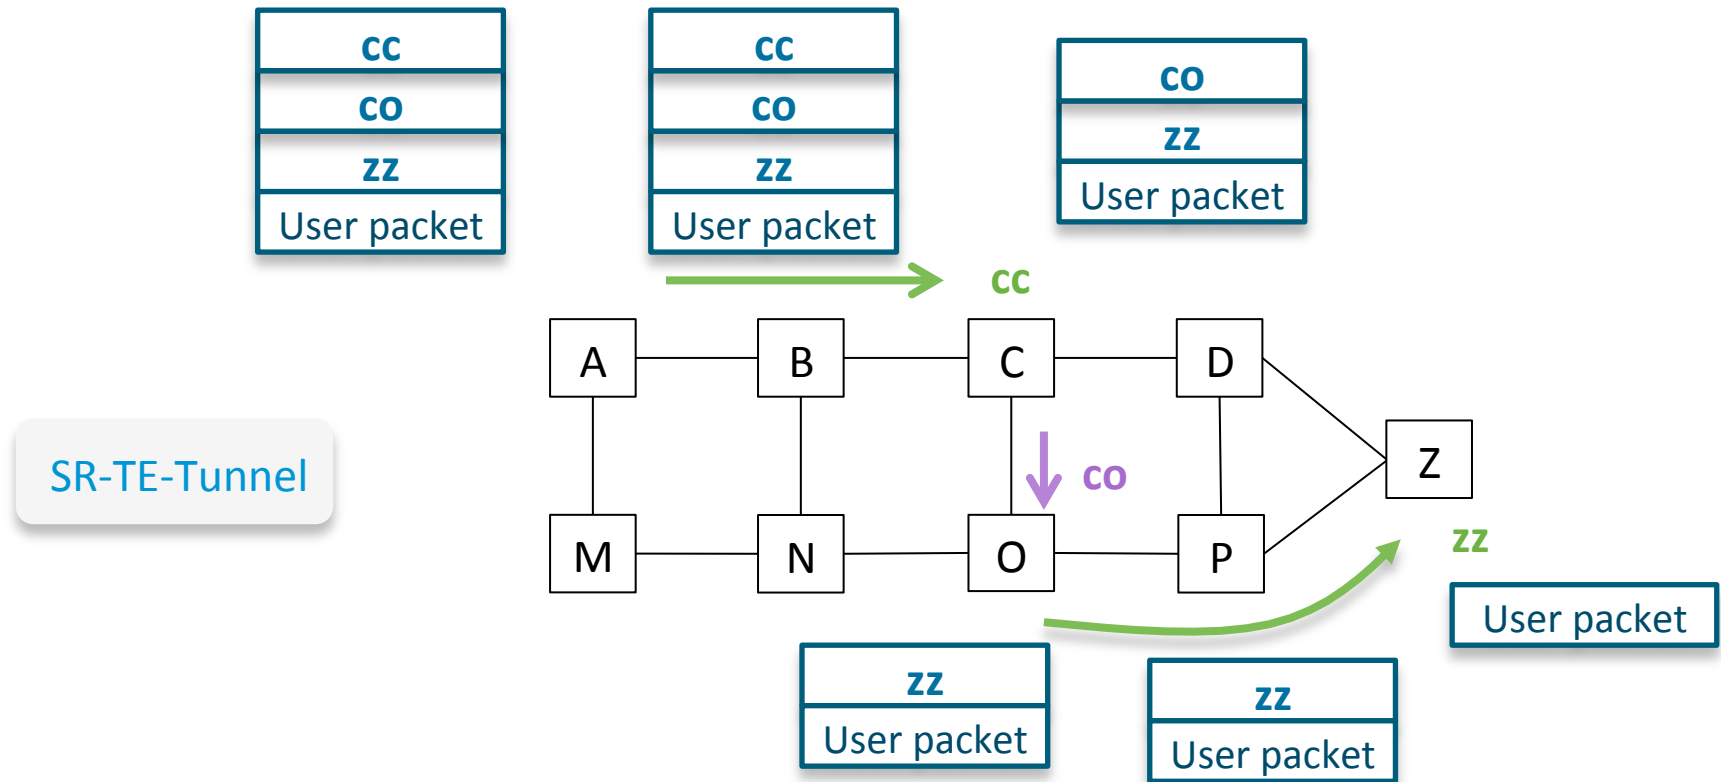 cc
co
zz
User packet
cc
co
zz
User packet
co
zz
User packet
cc
A
B
C
D
Z
SR-TE-Tunnel
co
M
N
O
P
zz
User packet
zz
User packet
zz
User packet